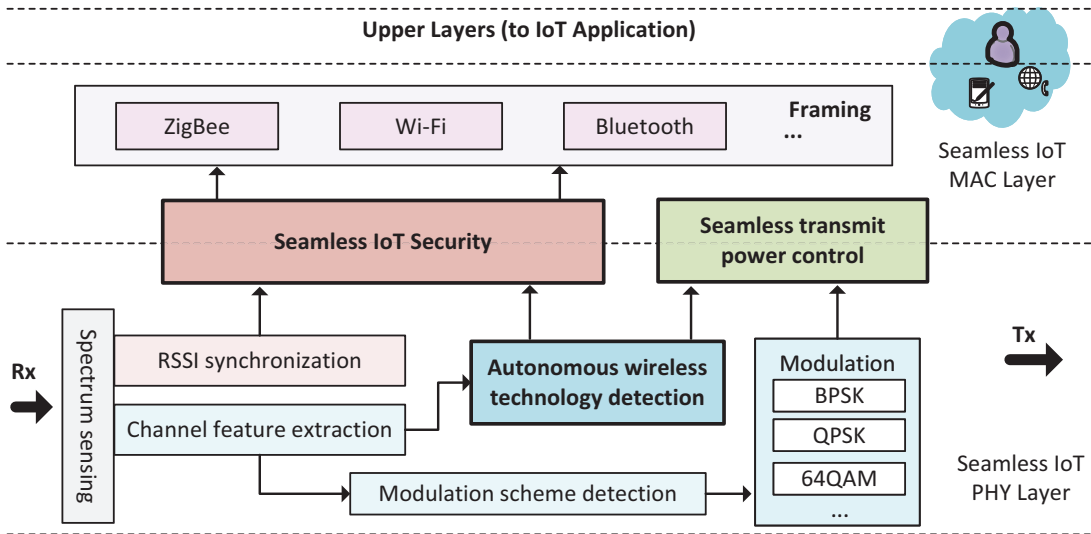 Upper Layers (to IoT Application)
Framing
ZigBee
Wi-Fi
Bluetooth
...
Seamless IoT
MAC Layer
Seamless IoT Security
Seamless transmit
power control
Rx
Spectrum sensing
RSSI synchronization
Channel feature extraction
Autonomous wireless
technology detection
Modulation scheme detection
Modulation
BPSK
QPSK
64QAM
...
Tx
Seamless IoT
PHY Layer